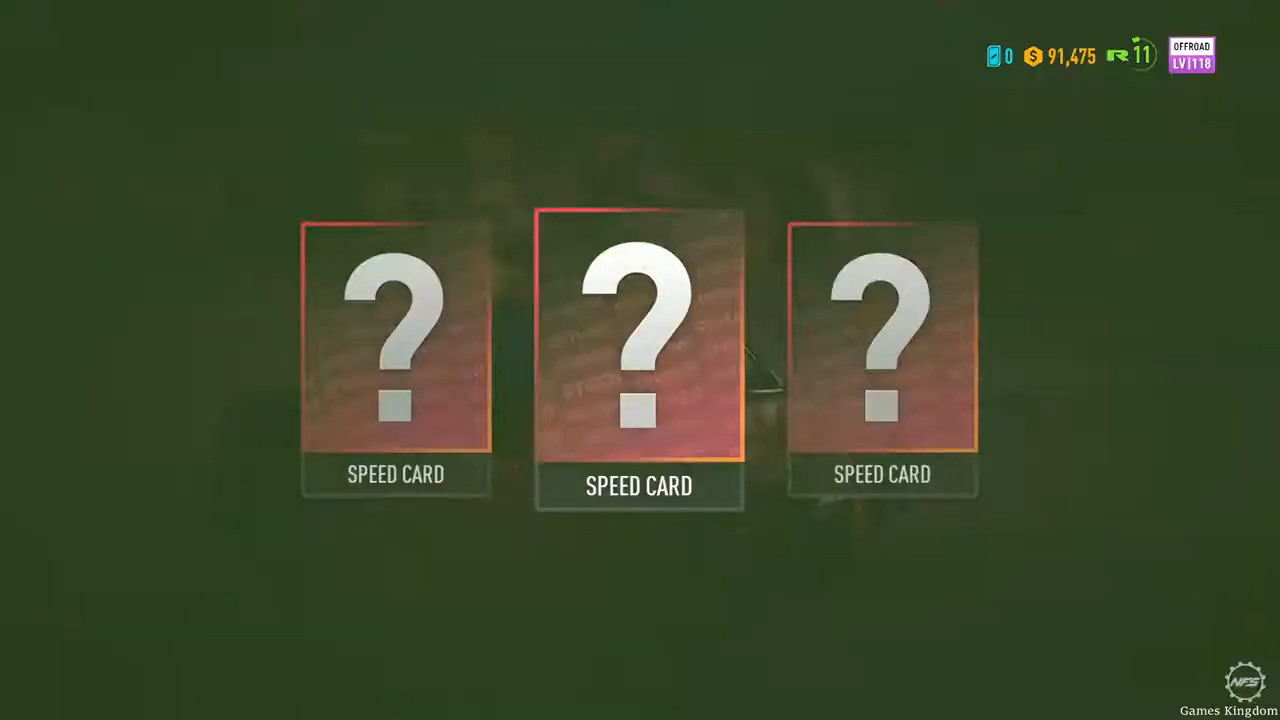 0 $ 91,475 R 11
OFFROAD
LV|118
?
?
?
SPEED CARD
SPEED CARD
SPEED CARD
NFS
Games Kingdom